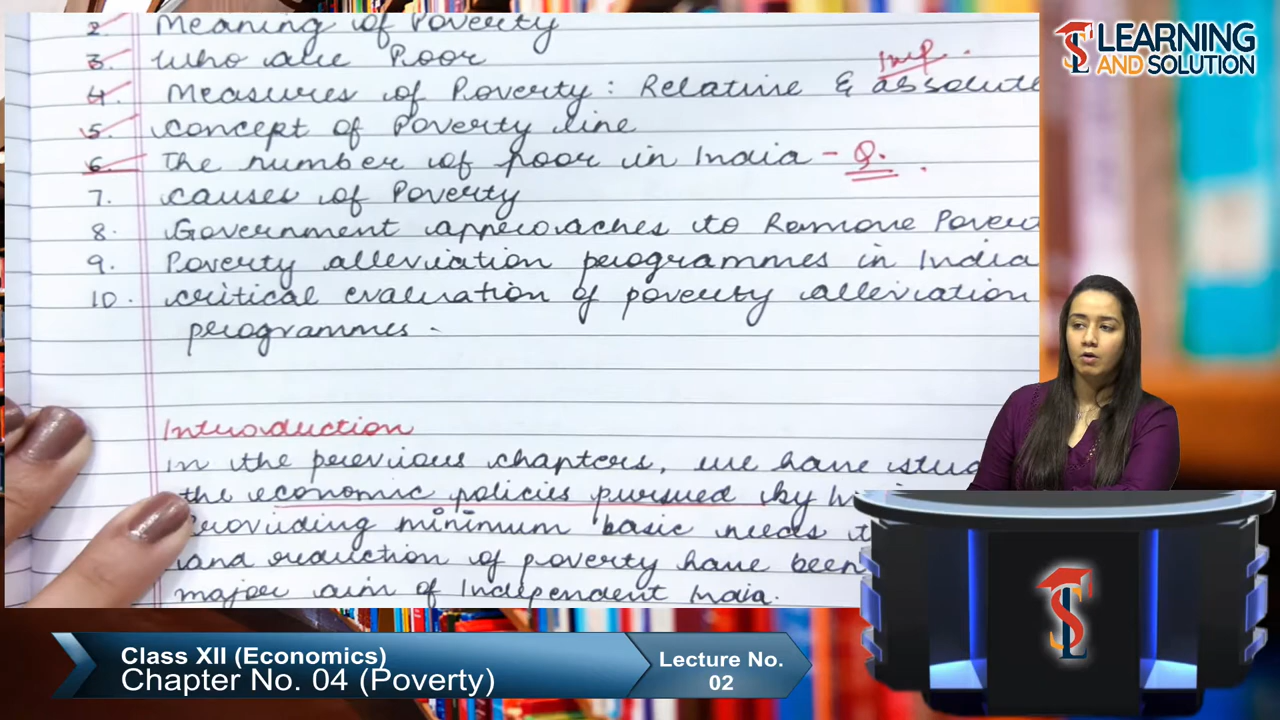 2. Meaning of Poverty
3. Who are Poor
Imp.
4. Measures of Poverty : Relative & absolute
5. concept of Poverty line
6. The number of poor in India - Q.
7. causes of Poverty
8. Government approaches to Remove Povert
9. Poverty alleviation programmes in India
10. critical evaluation of poverty alleviation
programmes.
Introduction
In the previous chapters, we have stud
the economic policies pursued by
Providing minimum basic needs t
and reduction of poverty have been
major aim of Independent India.
LEARNING
AND SOLUTION
Class XII (Economics)
Chapter No. 04 (Poverty)
Lecture No.
02